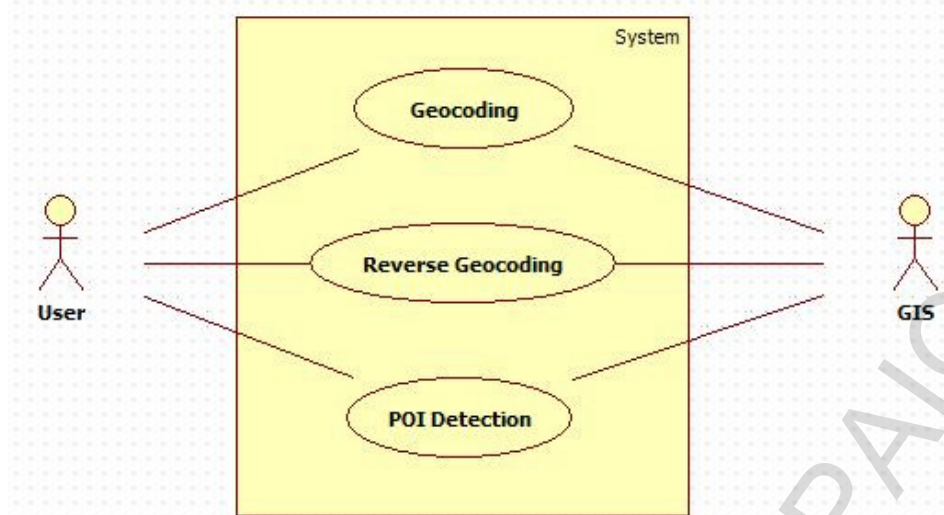 System
Geocoding
Reverse Geocoding
User
GIS
POI Detection